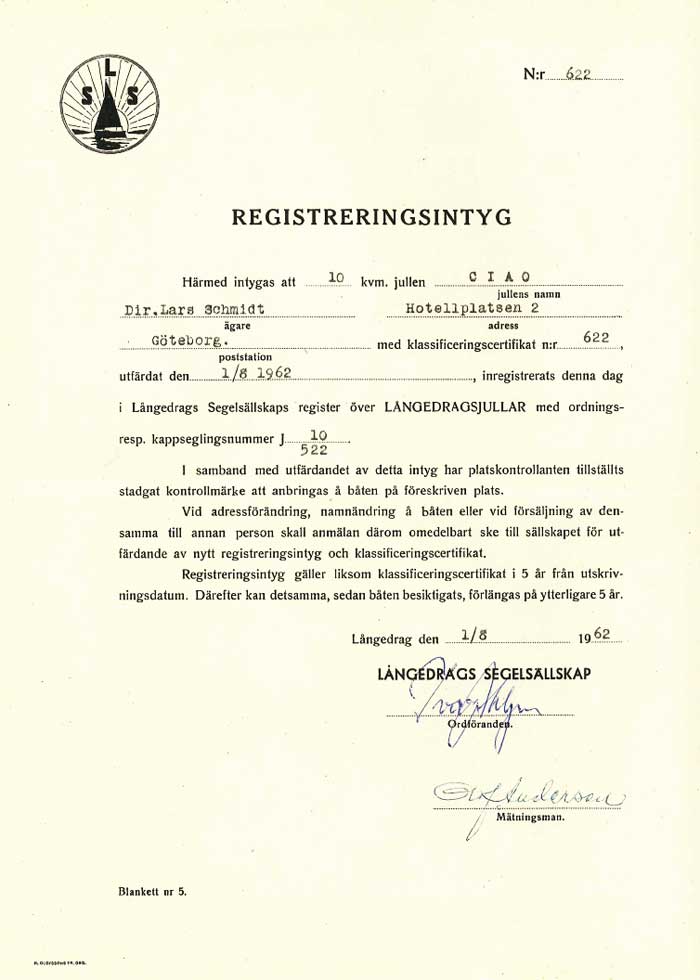 L
S S
N:r 622
REGISTRERINGSINTYG
Härmed intygas att 10 kvm. jullen C I A O
jullens namn
Dir. Lars Schmidt Hotellplatsen 2
ägare adress
Göteborg. med klassificeringscertifikat n:r 622,
poststation
utfärdat den 1/8 1962, inregistrerats denna dag
i Långedrags Segelsällskaps register över LÅNGEDRAGSJULLAR med ordnings-
resp. kappseglingsnummer J 10.
522
I samband med utfärdandet av detta intyg har platskontrollanten tillställts
stadgat kontrollmärke att anbringas å båten på föreskriven plats.
Vid adressförändring, namnändring å båten eller vid försäljning av den-
samma till annan person skall anmälan därom omedelbart ske till sällskapet för ut-
färdande av nytt registreringsintyg och klassificeringscertifikat.
Registreringsintyg gäller liksom klassificeringscertifikat i 5 år från utskriv-
ningsdatum. Därefter kan detsamma, sedan båten besiktigats, förlängas på ytterligare 5 år.
Långedrag den 1/8 1962
LÅNGEDRAGS SEGELSÄLLSKAP
Ordföranden.
Olof Anderson
Mätningsman.
Blankett nr 5.